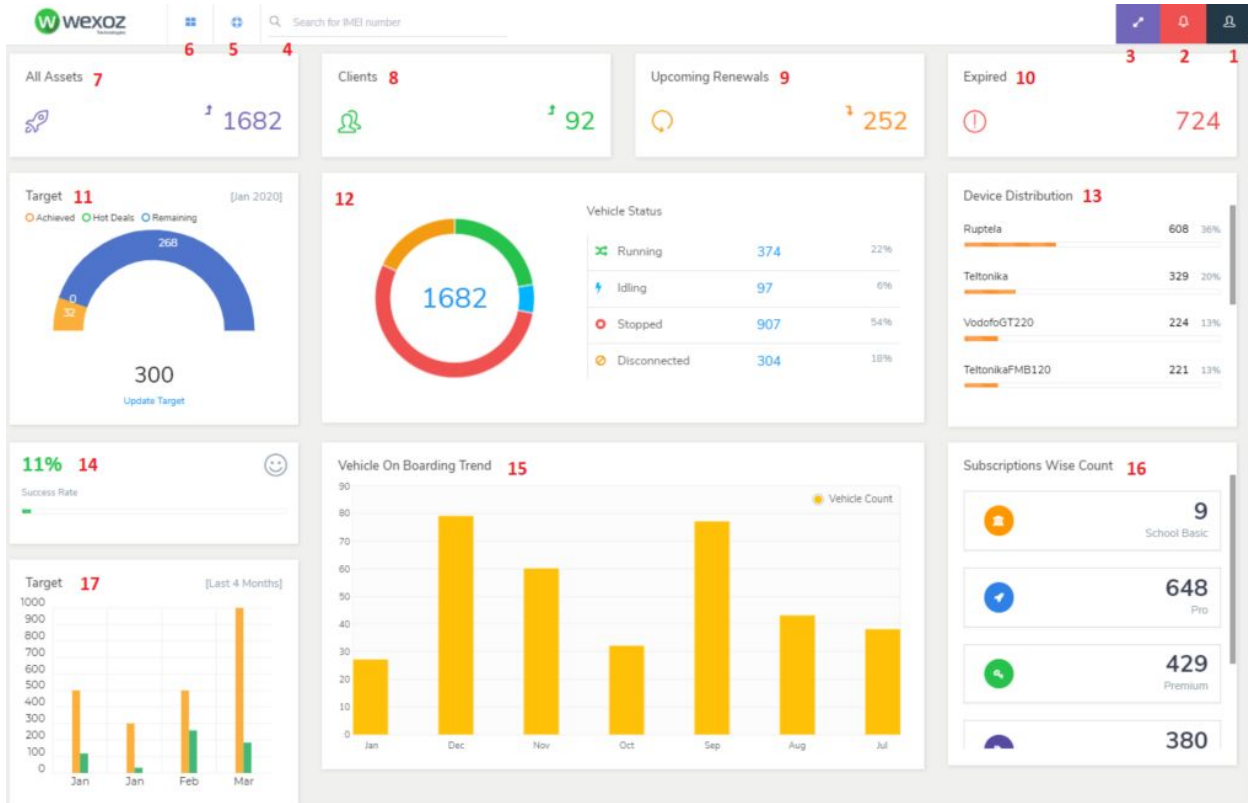 wexoz
Technologies
Search for IMEI number
6
5
4
3
2
1
All Assets 7
1682
Clients 8
92
Upcoming Renewals 9
252
Expired 10
724
Target 11 [Jan 2020]
Achieved Hot Deals Remaining
268
0
32
300
Update Target
12
1682
Vehicle Status
Running 374 22%
Idling 97 6%
Stopped 907 54%
Disconnected 304 18%
Device Distribution 13
Ruptela 608 36%
Teltonika 329 20%
VodofoGT220 224 13%
TeltonikaFMB120 221 13%
11% 14
Success Rate
Vehicle On Boarding Trend 15
Vehicle Count
90
80
70
60
50
40
30
20
10
0
Jan Dec Nov Oct Sep Aug Jul
Subscriptions Wise Count 16
9
School Basic
648
Pro
429
Premium
380
Target 17 [Last 4 Months]
1000
900
800
700
600
500
400
300
200
100
0
Jan Jan Feb Mar